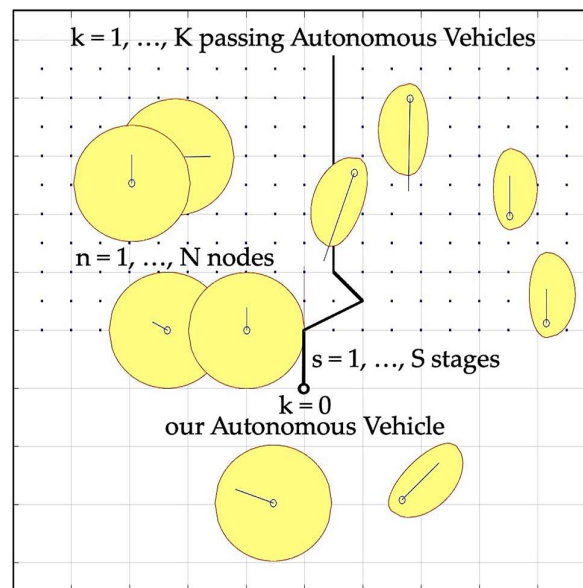 k = 1, …, K passing Autonomous Vehicles
n = 1, …, N nodes
s = 1, …, S stages
k = 0
our Autonomous Vehicle